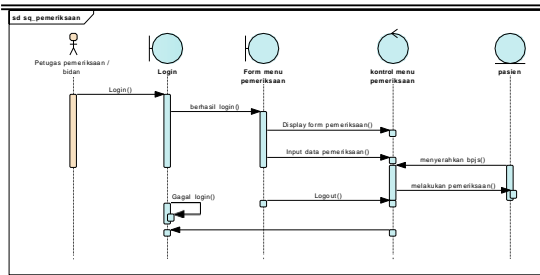 sd sq_pemeriksaan
Petugas pemeriksaan /
bidan
Login
Form menu
pemeriksaan
kontrol menu
pemeriksaan
pasien
Login()
berhasil login()
Display form pemeriksaan()
Input data pemeriksaan()
menyerahkan bpjs()
melakukan pemeriksaan()
Gagal login()
Logout()